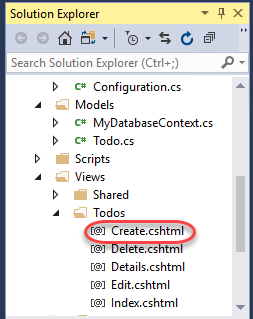 Solution Explorer
Search Solution Explorer (Ctrl+;)
C# Configuration.cs
Models
C# MyDatabaseContext.cs
C# Todo.cs
Scripts
Views
Shared
Todos
[@] Create.cshtml
[@] Delete.cshtml
[@] Details.cshtml
[@] Edit.cshtml
[@] Index.cshtml